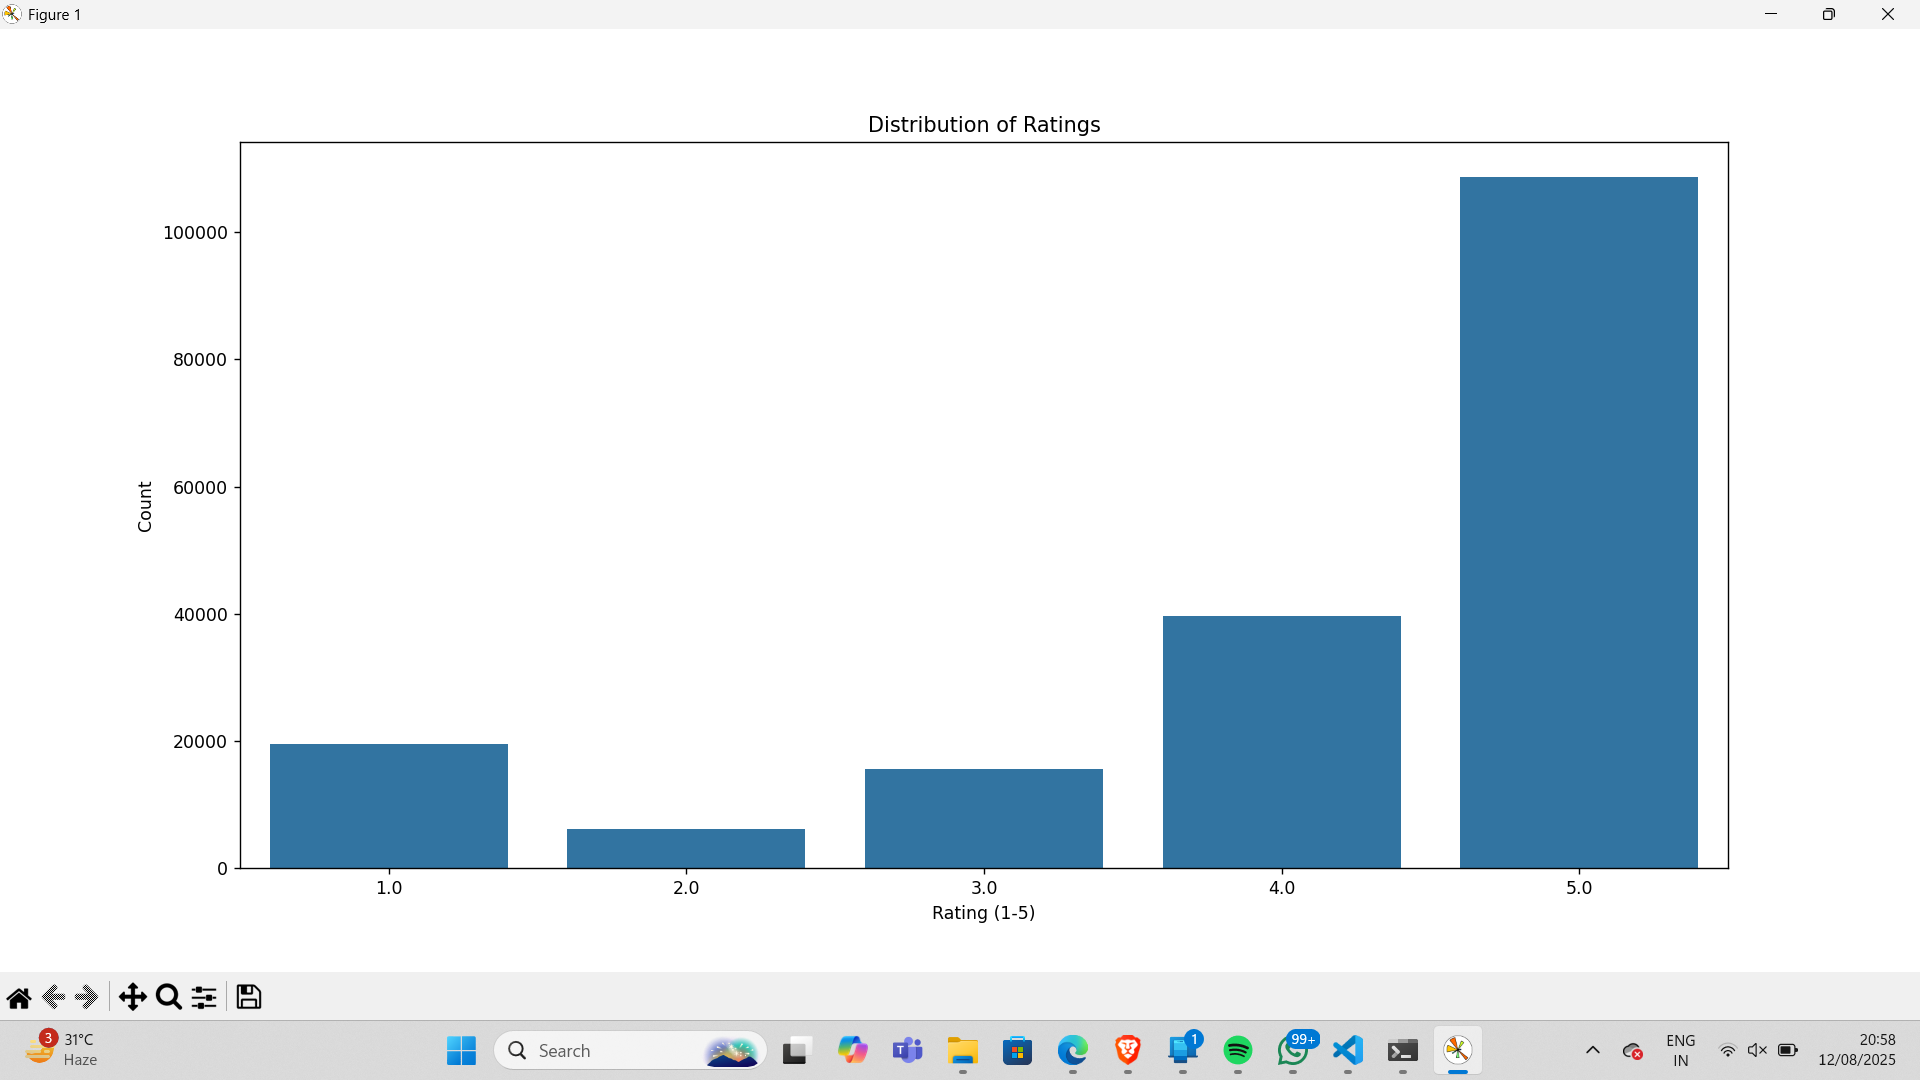 Figure 1
Distribution of Ratings
100000
80000
60000
40000
20000
0
Count
1.0 2.0 3.0 4.0 5.0
Rating (1-5)
3
31°C
Haze
Search
1
99+
ENG
IN
20:58
12/08/2025